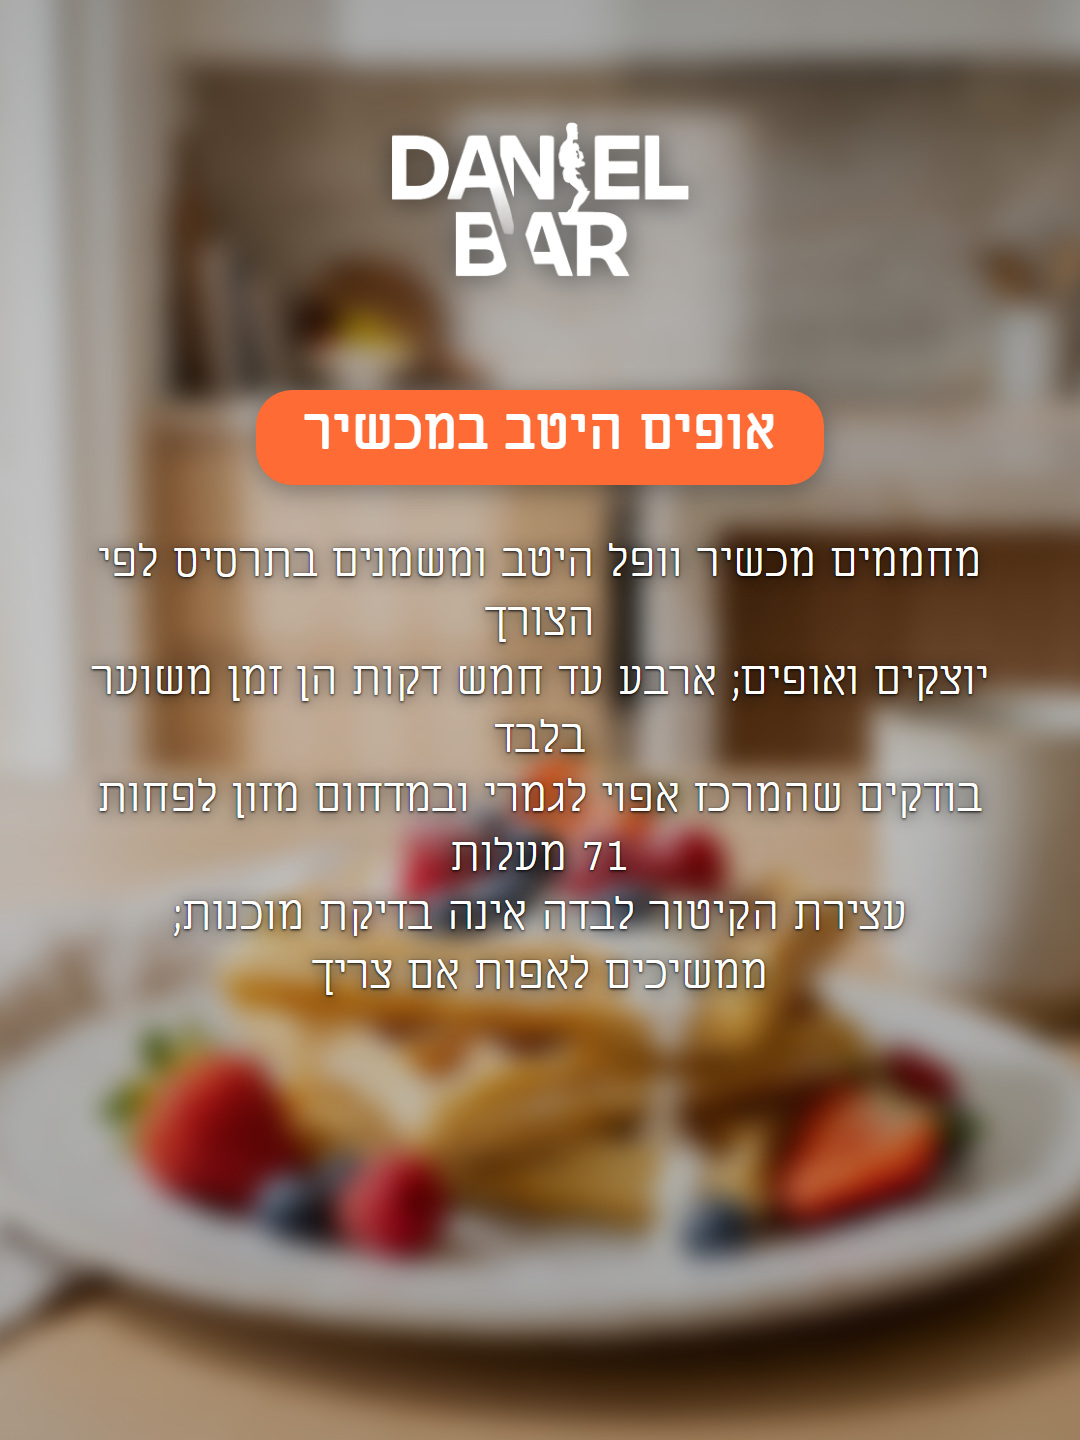 DANIEL
BAR
אופים היטב במכשיר
מחממים מכשיר וופל היטב ומשמנים בתרסיס לפי
הצורך
יוצקים ואופים; ארבע עד חמש דקות הן זמן משוער
בלבד
בודקים שהמרכז אפוי לגמרי ובמדחום מזון לפחות
71 מעלות
עצירת הקיטור לבדה אינה בדיקת מוכנות;
ממשיכים לאפות אם צריך